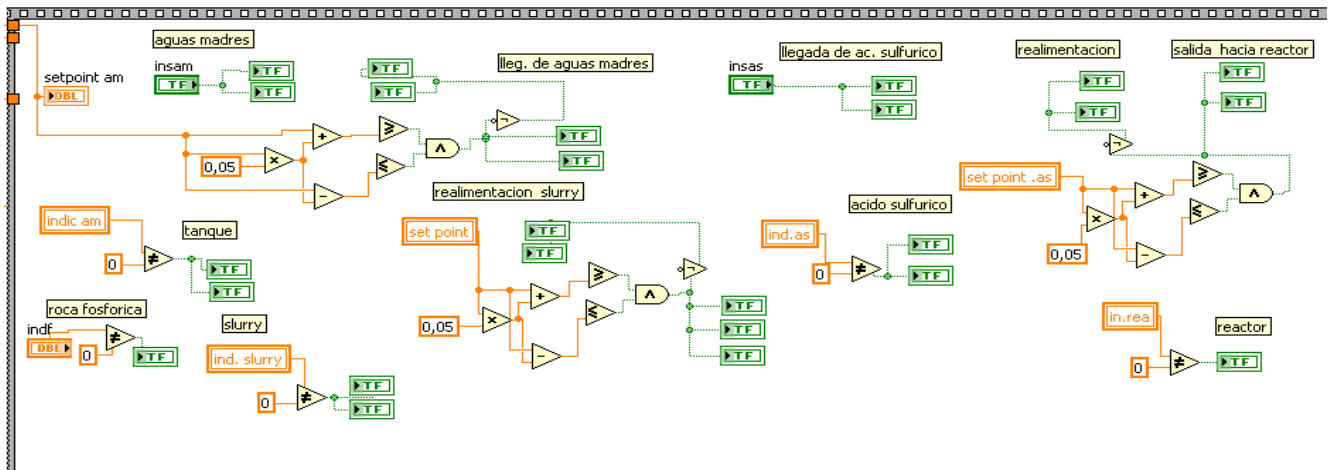 aguas madres
setpoint am
DBL
insam
TF
TF
TF
TF
TF
lleg. de aguas madres
TF
TF
0,05
+
×
−
≥
≤
∧
¬
insas
TF
llegada de ac. sulfurico
TF
TF
realimentacion
TF
TF
salida hacia reactor
TF
TF
¬
set point .as
0,05
×
+
−
≥
≤
∧
indic am
0
≠
tanque
TF
TF
realimentacion slurry
set point
0,05
×
+
−
≥
≤
∧
¬
TF
TF
TF
TF
TF
acido sulfurico
ind.as
0
≠
TF
TF
roca fosforica
indf
DBL
0
≠
TF
slurry
ind. slurry
0
≠
TF
TF
in.rea
0
≠
reactor
TF